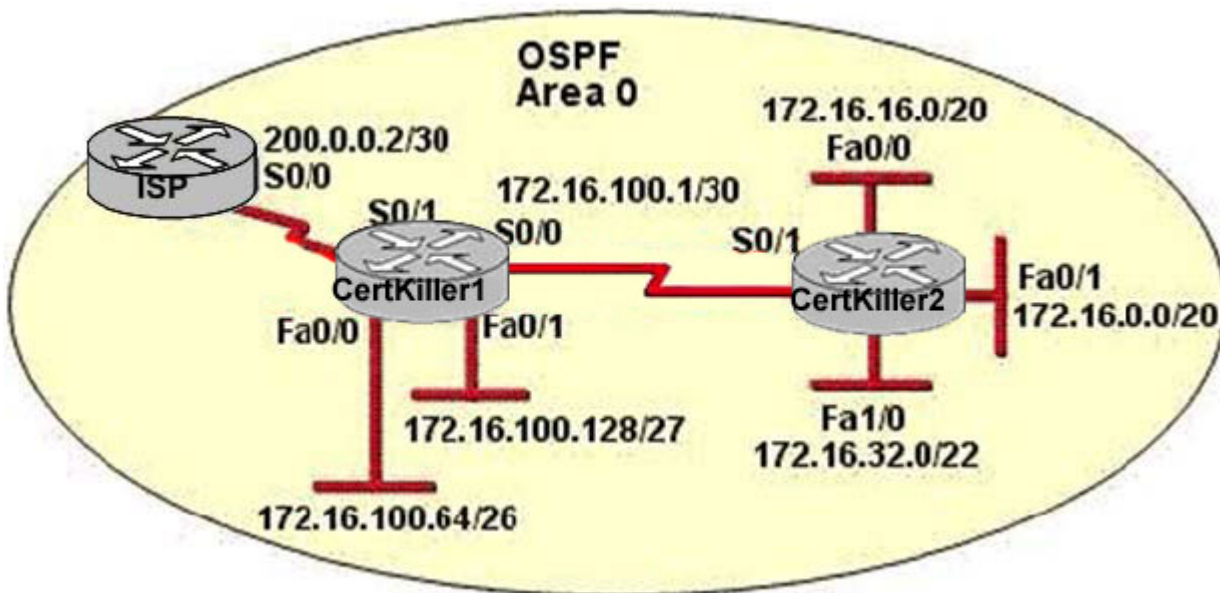 OSPF
Area 0
200.0.0.2/30
S0/0
ISP
172.16.16.0/20
Fa0/0
172.16.100.1/30
S0/1
S0/0
S0/1
CertKiller1
CertKiller2
Fa0/1
172.16.0.0/20
Fa0/0
Fa0/1
172.16.100.128/27
Fa1/0
172.16.32.0/22
172.16.100.64/26